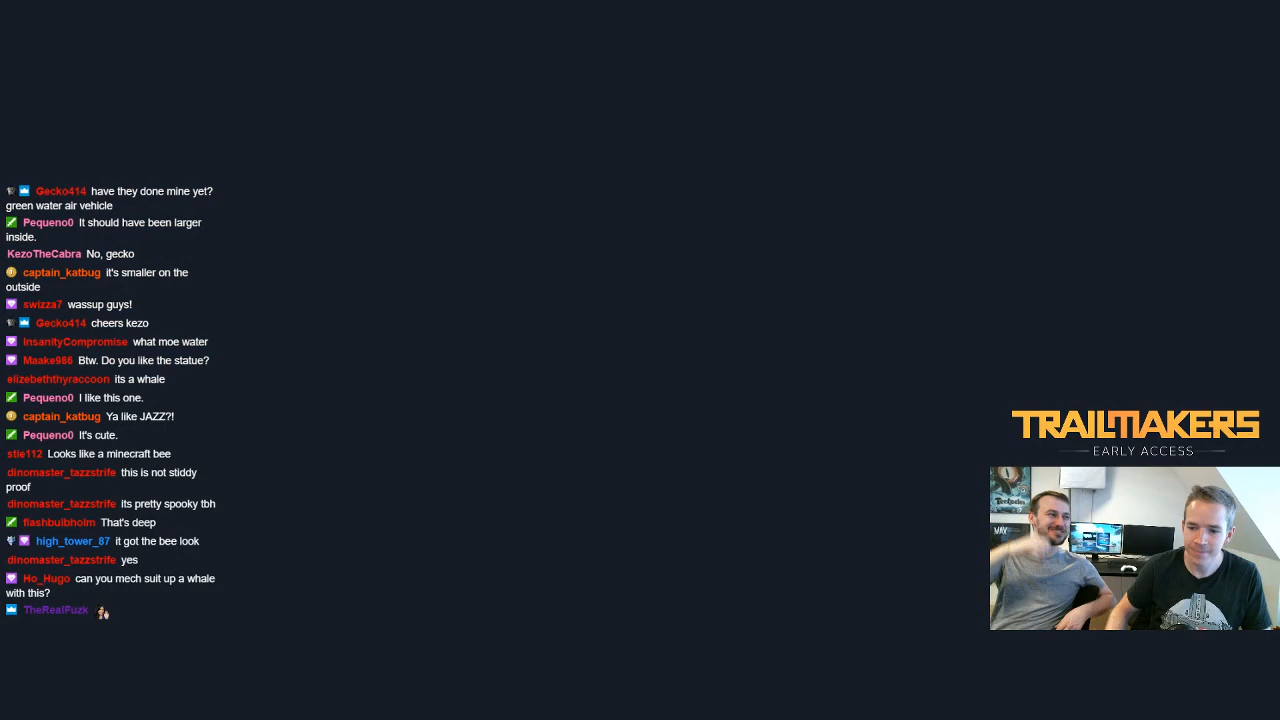 Gecko414 have they done mine yet?
green water air vehicle
Pequeno0 It should have been larger
inside.
KezoTheCabra No, gecko
captain_katbug it's smaller on the
outside
swizza7 wassup guys!
Gecko414 cheers kezo
InsanityCompromise what moe water
Maake986 Btw. Do you like the statue?
elizebeththyraccoon its a whale
Pequeno0 I like this one.
captain_katbug Ya like JAZZ?!
Pequeno0 It's cute.
stie112 Looks like a minecraft bee
dinomaster_tazzstrife this is not stiddy
proof
dinomaster_tazzstrife its pretty spooky tbh
flashbulbholm That's deep
high_tower_87 it got the bee look
dinomaster_tazzstrife yes
Ho_Hugo can you mech suit up a whale
with this?
TheRealFuzk
TRAILMAKERS
EARLY ACCESS